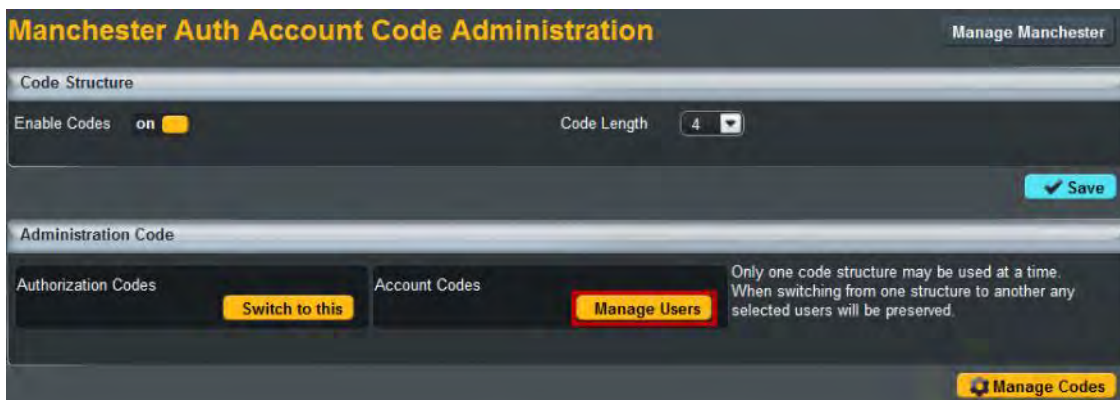 Manchester Auth Account Code Administration
Manage Manchester
Code Structure
Enable Codes on
Code Length 4
Save
Administration Code
Authorization Codes
Switch to this
Account Codes
Manage Users
Only one code structure may be used at a time.
When switching from one structure to another any
selected users will be preserved.
Manage Codes